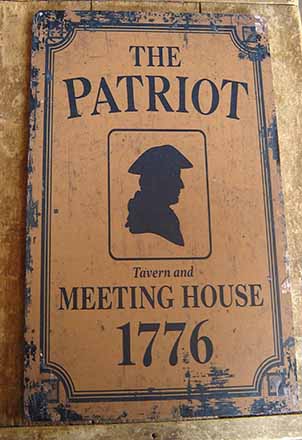 THE
PATRIOT
Tavern and
MEETING HOUSE
1776